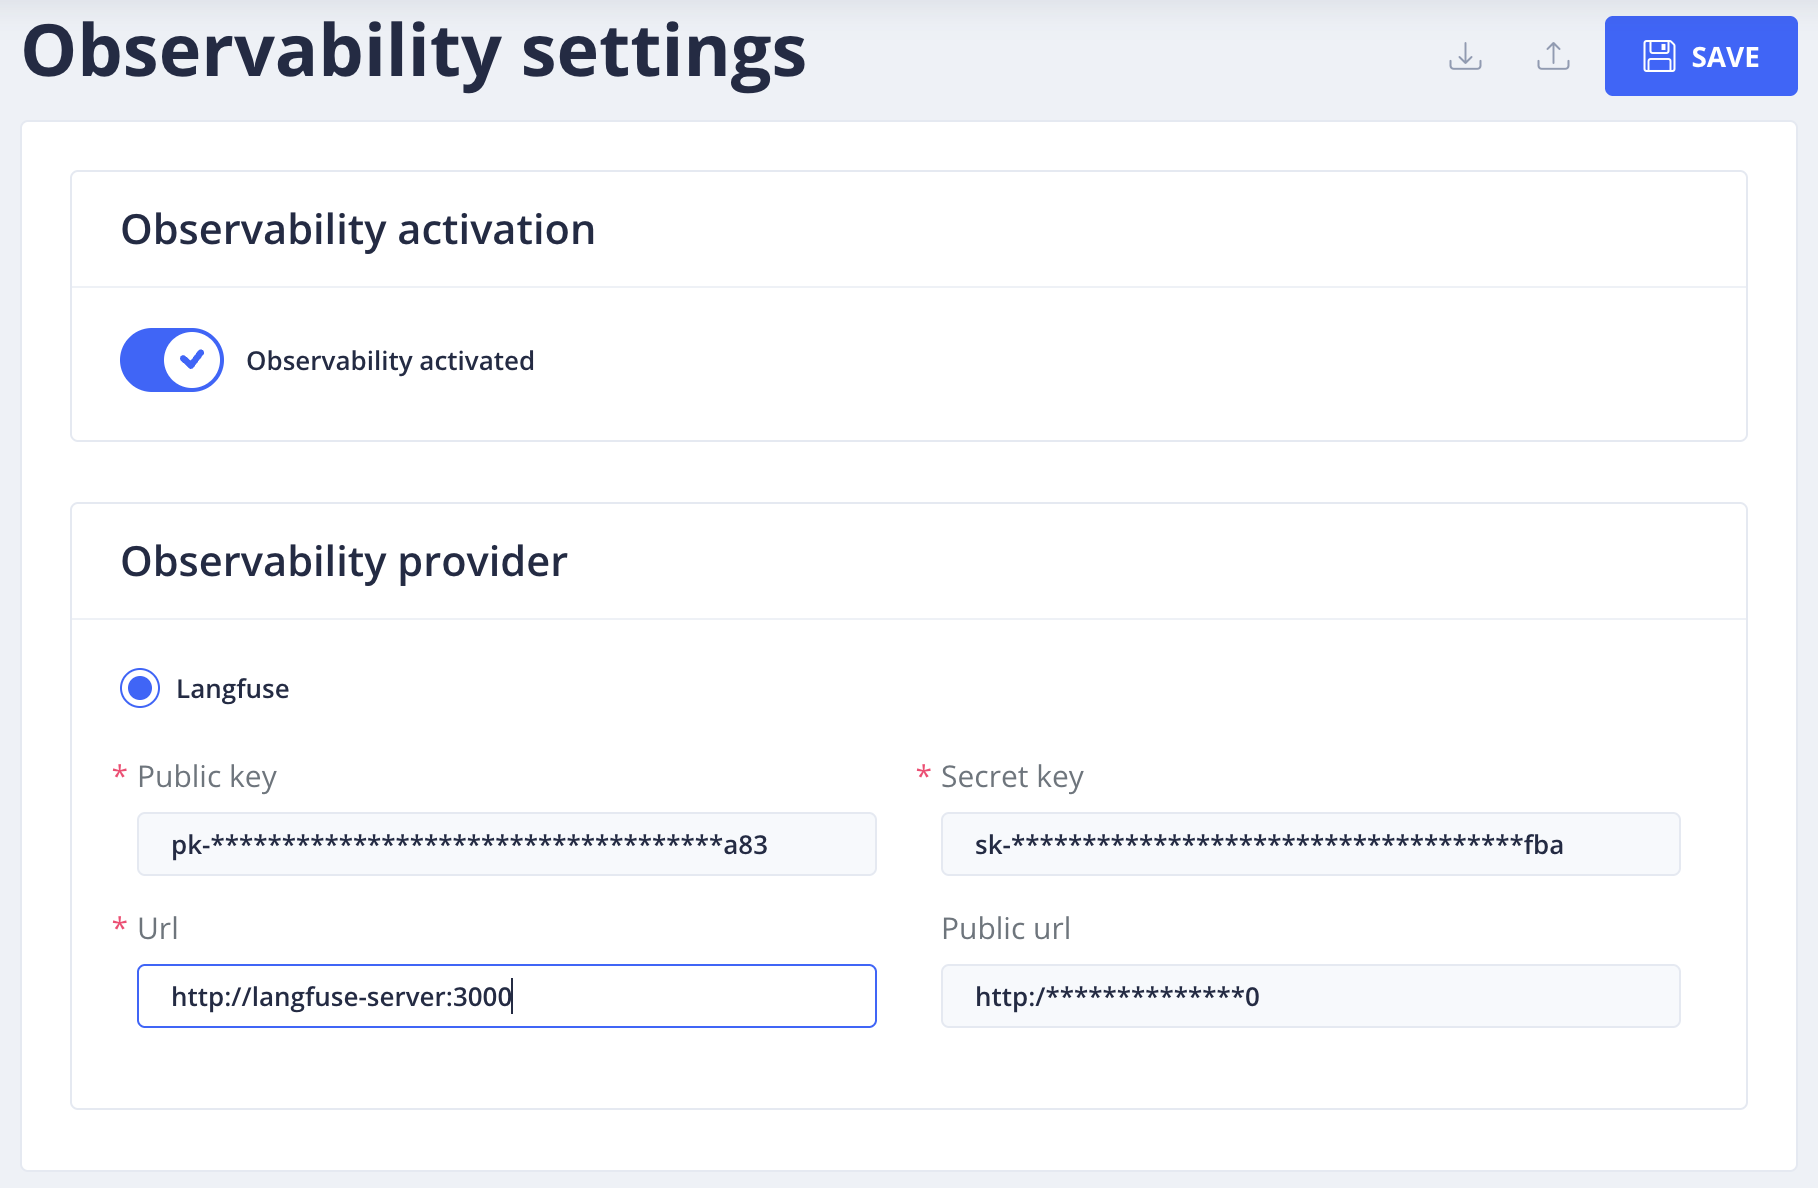 Observability settings
SAVE
Observability activation
Observability activated
Observability provider
Langfuse
* Public key
* Secret key
pk-************************************a83
sk-************************************fba
* Url
Public url
http://langfuse-server:3000
http:/**************0